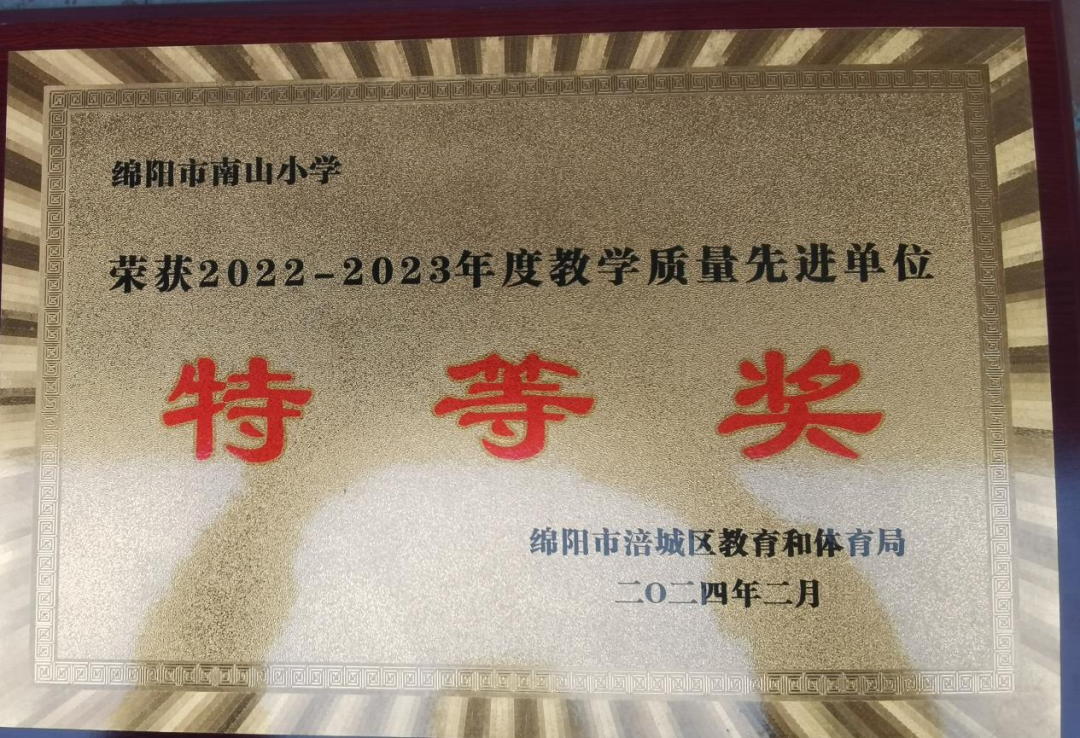 绵阳市南山小学
荣获2022-2023年度教学质量先进单位
特等奖
绵阳市涪城区教育和体育局
二〇二四年二月